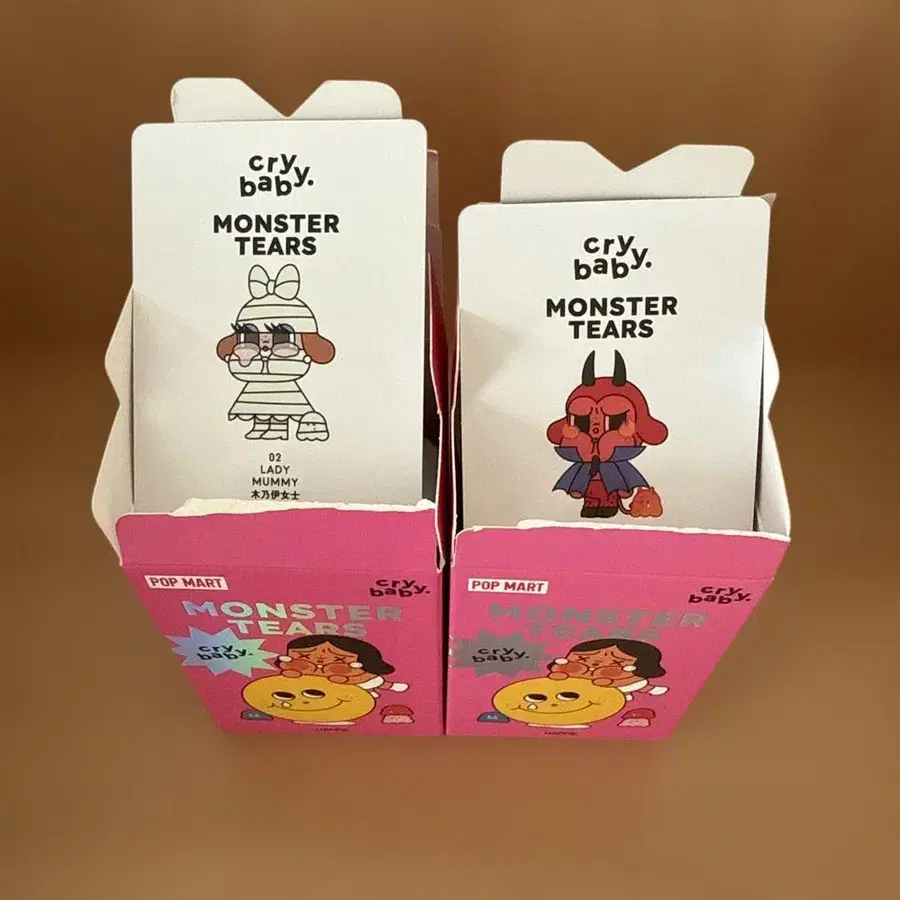 cry
baby.
MONSTER
TEARS
02
LADY
MUMMY
木乃伊女士
cry
baby.
MONSTER
TEARS
POP MART
cry
baby.
MONSTER
TEARS
cry
baby.
POP MART
cry
baby.
MONSTER
TEARS
cry
baby.